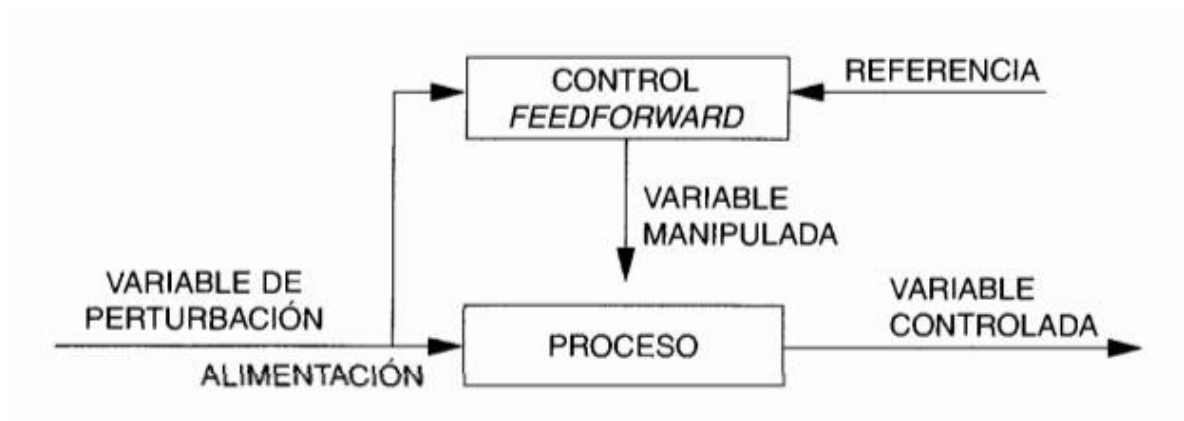 CONTROL
FEEDFORWARD
REFERENCIA
VARIABLE
MANIPULADA
VARIABLE DE
PERTURBACIÓN
ALIMENTACIÓN
PROCESO
VARIABLE
CONTROLADA